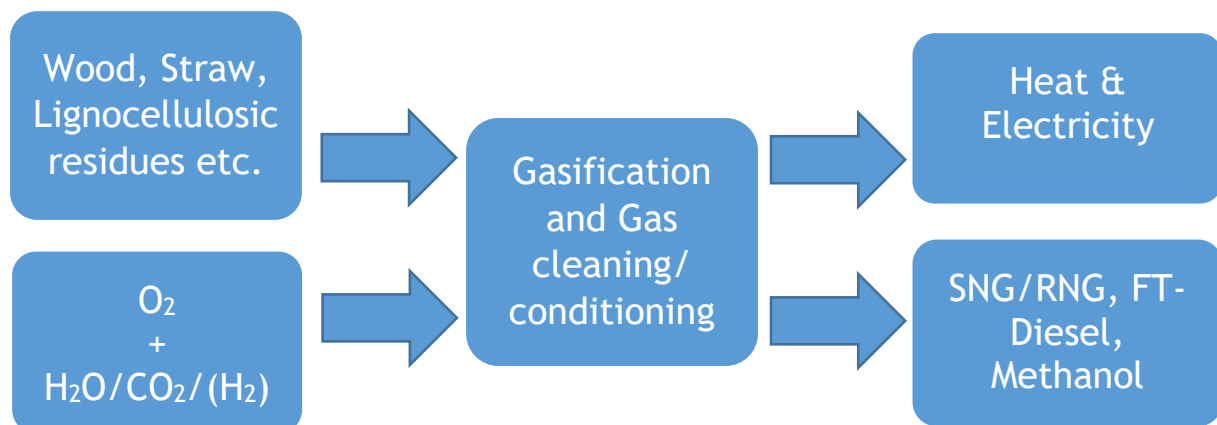 Wood, Straw,
Lignocellulosic
residues etc.
O₂
+
H₂O/CO₂/(H₂)
Gasification
and Gas
cleaning/
conditioning
Heat &
Electricity
SNG/RNG, FT-
Diesel,
Methanol